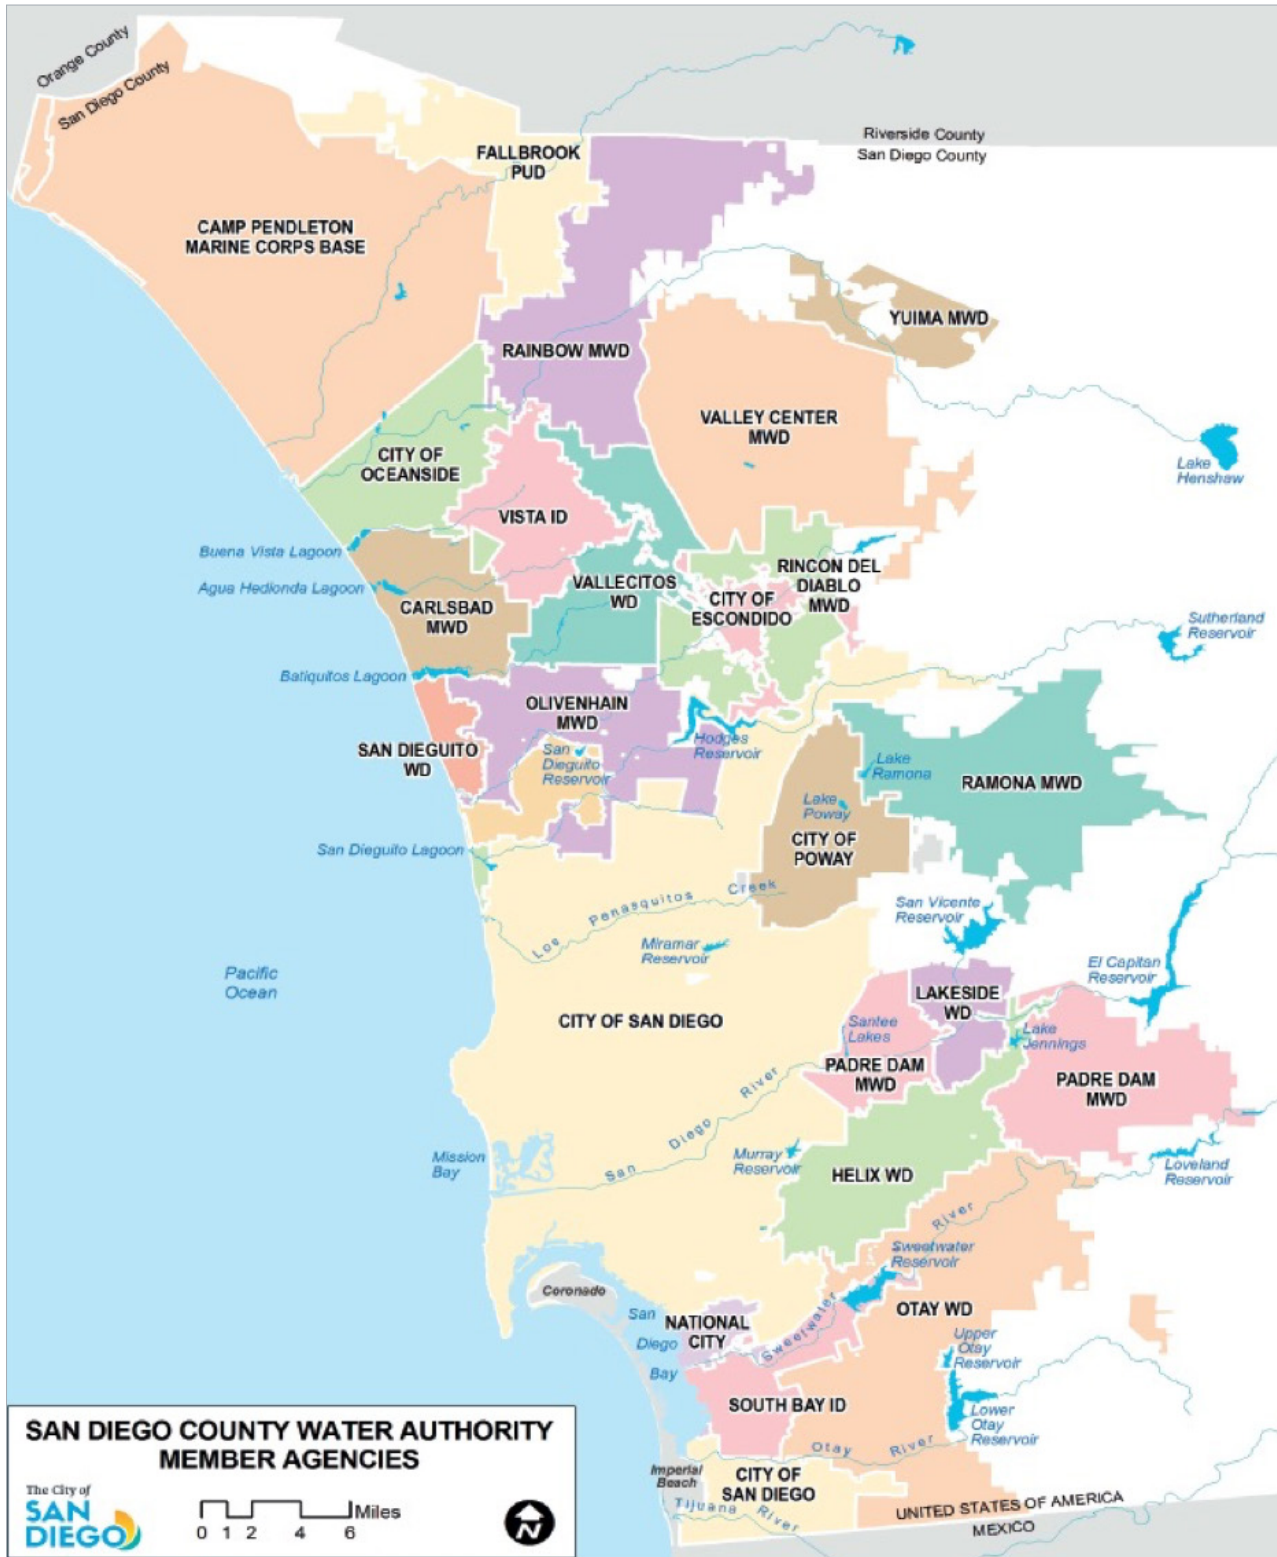 Orange County
San Diego County
Riverside County
San Diego County
FALLBROOK
PUD
CAMP PENDLETON
MARINE CORPS BASE
YUIMA MWD
RAINBOW MWD
VALLEY CENTER
MWD
CITY OF
OCEANSIDE
Lake
Henshaw
VISTA ID
Buena Vista Lagoon
Agua Hedionda Lagoon
VALLECITOS
WD
RINCON DEL
DIABLO
MWD
CITY OF
ESCONDIDO
CARLSBAD
MWD
Sutherland
Reservoir
Batiquitos Lagoon
OLIVENHAIN
MWD
SAN DIEGUITO
WD
San
Dieguito
Reservoir
Hodges
Reservoir
Lake
Ramona
RAMONA MWD
Lake
Poway
CITY OF
POWAY
San Dieguito Lagoon
Loe Penasquitos Creek
San Vicente
Reservoir
Miramar
Reservoir
El Capitan
Reservoir
Pacific
Ocean
LAKESIDE
WD
CITY OF SAN DIEGO
Santee
Lakes
Lake
Jennings
PADRE DAM
MWD
PADRE DAM
MWD
San Diego River
Mission
Bay
Murray
Reservoir
HELIX WD
Loveland
Reservoir
Sweetwater River
Sweetwater
Reservoir
Coronado
San
Diego
Bay
NATIONAL
CITY
OTAY WD
Upper
Otay
Reservoir
SOUTH BAY ID
Lower
Otay
Reservoir
Otay River
Imperial
Beach
CITY OF
SAN DIEGO
Tijuana River
UNITED STATES OF AMERICA
MEXICO
SAN DIEGO COUNTY WATER AUTHORITY
MEMBER AGENCIES
The City of
SAN
DIEGO
Miles
0 1 2 4 6
N